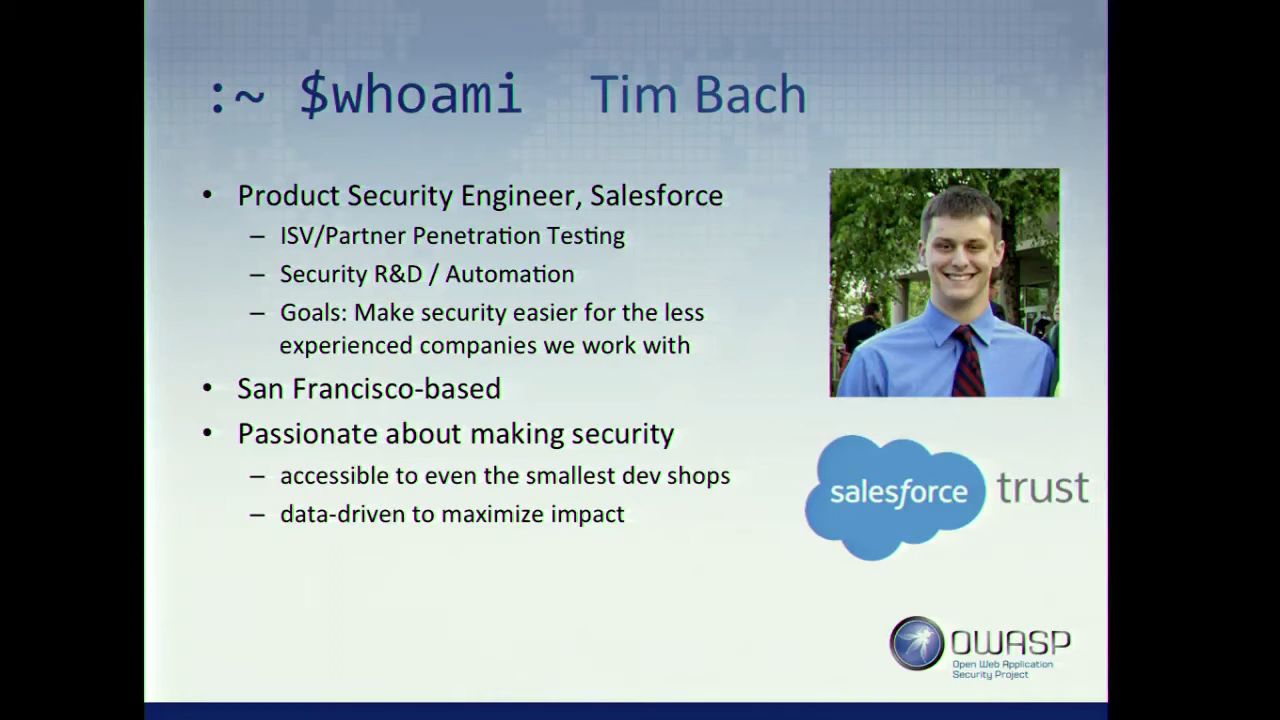 :~ $whoami Tim Bach
• Product Security Engineer, Salesforce
– ISV/Partner Penetration Testing
– Security R&D / Automation
– Goals: Make security easier for the less
experienced companies we work with
• San Francisco-based
• Passionate about making security
– accessible to even the smallest dev shops
– data-driven to maximize impact
salesforce trust
OWASP
Open Web Application
Security Project